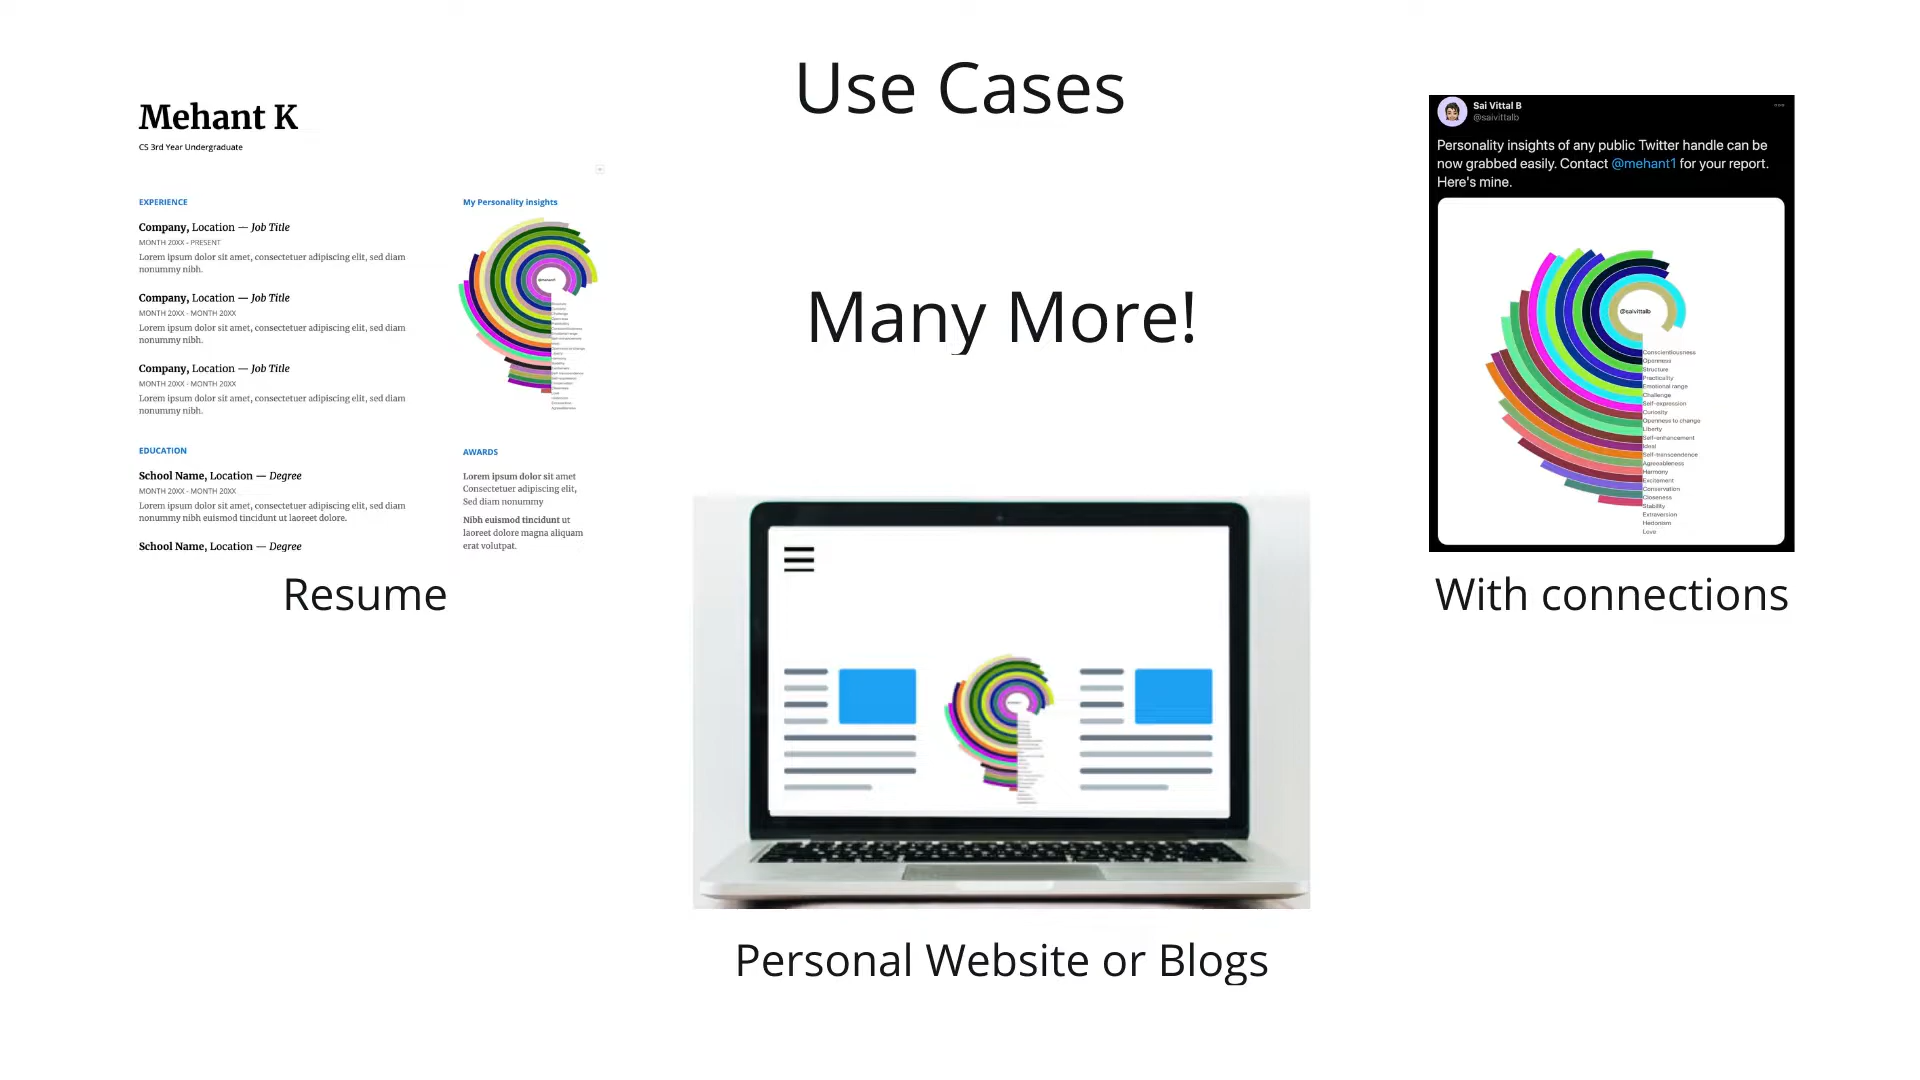 Use Cases
Mehant K
CS 3rd Year Undergraduate
EXPERIENCE
Company, Location — Job Title
MONTH 20XX - PRESENT
Lorem ipsum dolor sit amet, consectetuer adipiscing elit, sed diam
nonummy nibh.
Company, Location — Job Title
MONTH 20XX - MONTH 20XX
Lorem ipsum dolor sit amet, consectetuer adipiscing elit, sed diam
nonummy nibh.
Company, Location — Job Title
MONTH 20XX - MONTH 20XX
Lorem ipsum dolor sit amet, consectetuer adipiscing elit, sed diam
nonummy nibh.
EDUCATION
School Name, Location — Degree
MONTH 20XX - MONTH 20XX
Lorem ipsum dolor sit amet, consectetuer adipiscing elit, sed diam
nonummy nibh euismod tincidunt ut laoreet dolore.
School Name, Location — Degree
My Personality insights
@mehant1
AWARDS
Lorem ipsum dolor sit amet
Consectetuer adipiscing elit,
Sed diam nonummy
Nibh euismod tincidunt ut
laoreet dolore magna aliquam
erat volutpat.
Resume
Many More!
Personal Website or Blogs
Sai Vittal B
@saivittalb
Personality insights of any public Twitter handle can be
now grabbed easily. Contact @mehant1 for your report.
Here's mine.
@saivittalb
Conscientiousness
Openness
Structure
Practicality
Emotional range
Challenge
Self-expression
Curiosity
Openness to change
Liberty
Self-enhancement
Ideal
Self-transcendence
Agreeableness
Harmony
Excitement
Conservation
Closeness
Stability
Extraversion
Hedonism
Love
With connections